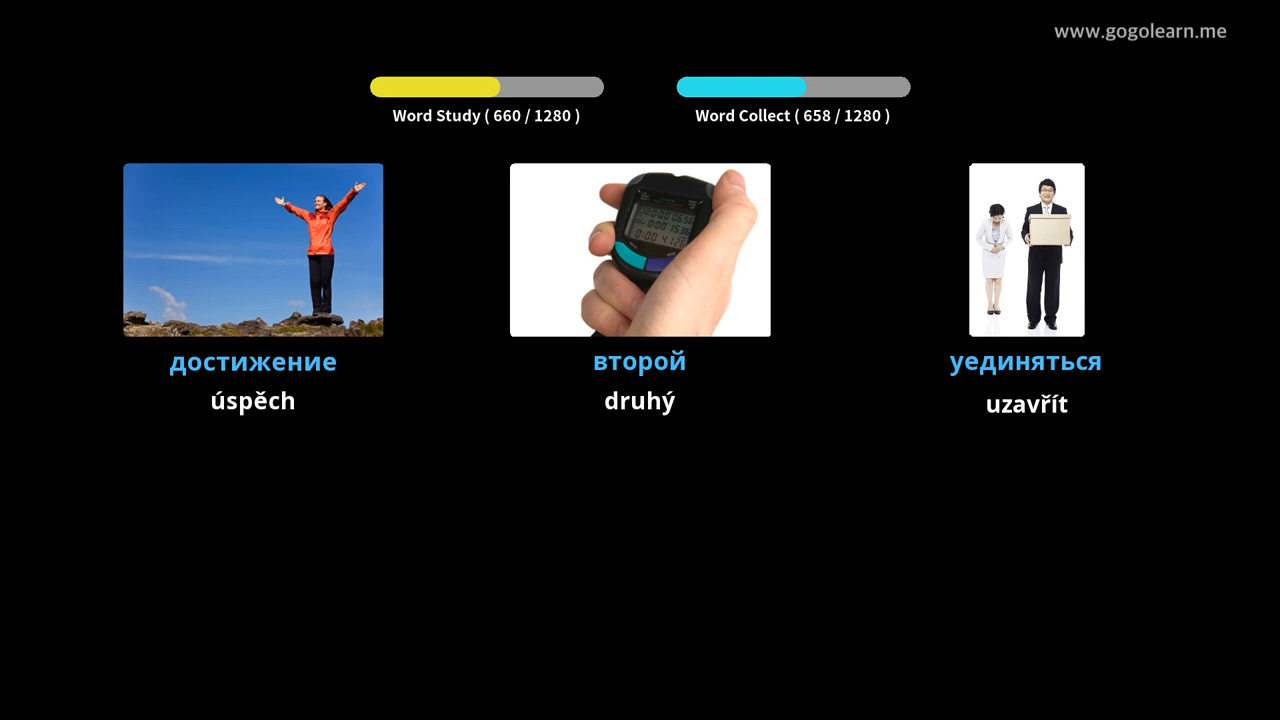 www.gogolearn.me
Word Study ( 660 / 1280 )
Word Collect ( 658 / 1280 )
достижение
второй
уединяться
úspěch
druhý
uzavřít